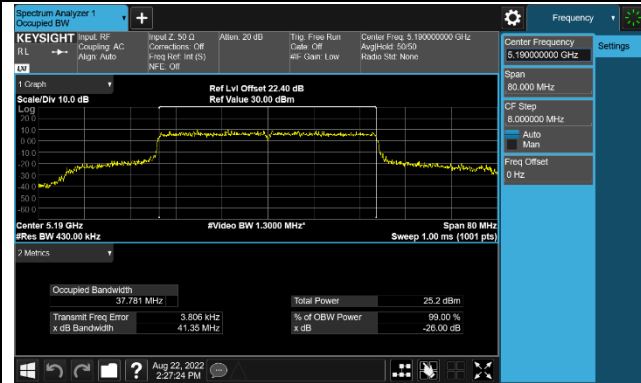 Spectrum Analyzer 1
Occupied BW
Frequency
KEYSIGHT
Input: RF
Input Z: 50 Ω
Atten: 20 dB
Trig: Free Run
Center Freq: 5.190000000 GHz
RL
Coupling: AC
Corrections: Off
Gate: Off
Avg|Hold: 50/50
Align: Auto
Freq Ref: Int (S)
#IF Gain: Low
Radio Std: None
NFE: Off
LXI
Center Frequency
5.190000000 GHz
Settings
Span
80.000 MHz
CF Step
8.000000 MHz
Auto
Man
Freq Offset
0 Hz
1 Graph
Ref Lvl Offset 22.40 dB
Scale/Div 10.0 dB
Ref Value 30.00 dBm
Log
20.0
10.0
0.00
-10.0
-20.0
-30.0
-40.0
-50.0
-60.0
Center 5.19 GHz
#Video BW 1.3000 MHz*
Span 80 MHz
#Res BW 430.00 kHz
Sweep 1.00 ms (1001 pts)
2 Metrics
Occupied Bandwidth
37.781 MHz
Total Power
25.2 dBm
Transmit Freq Error
3.806 kHz
% of OBW Power
99.00 %
x dB Bandwidth
41.35 MHz
x dB
-26.00 dB
?
Aug 22, 2022
2:27:24 PM